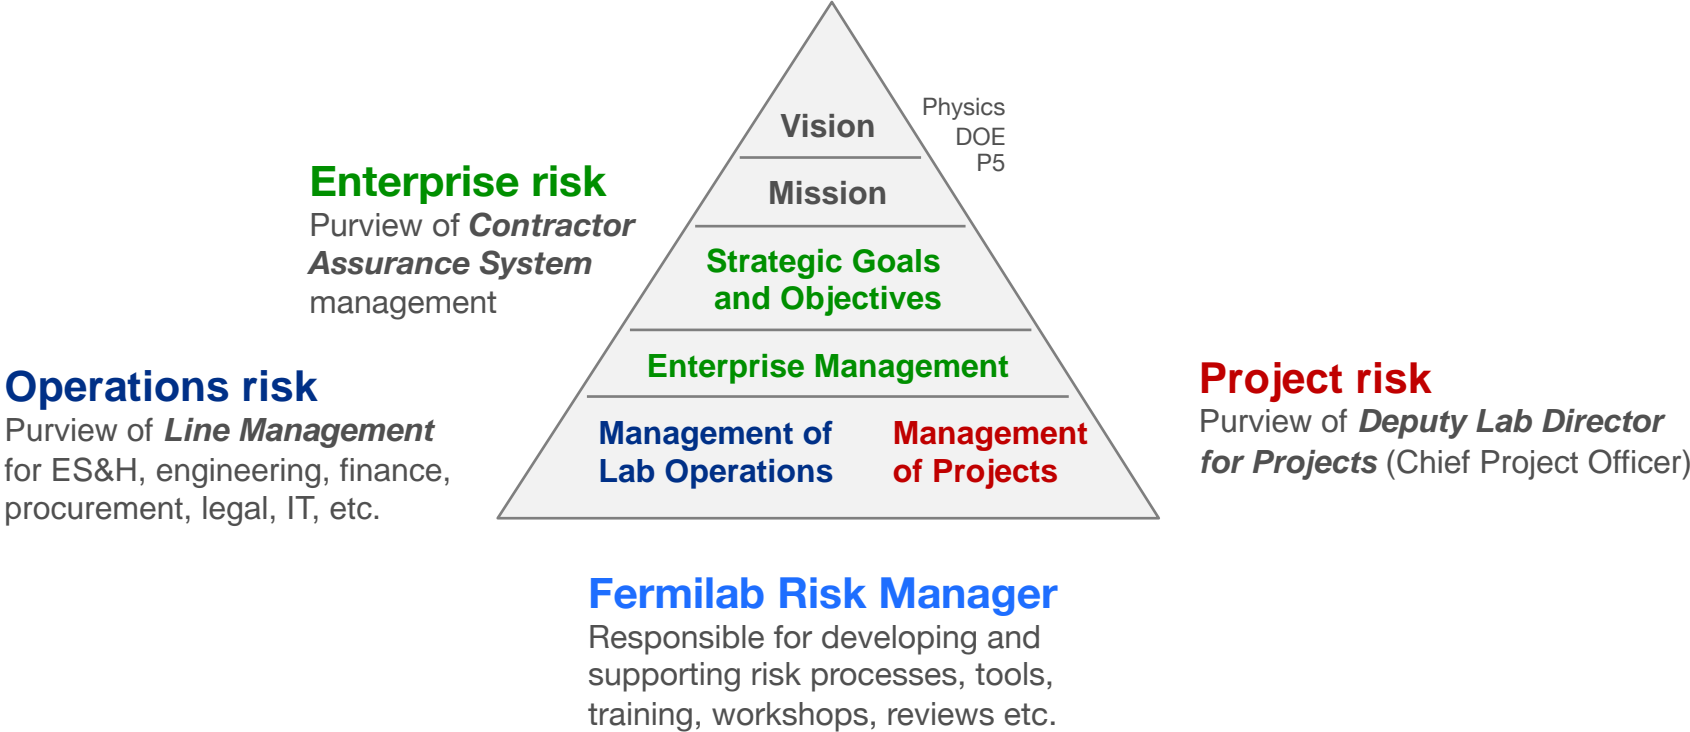 Vision
Physics
DOE
P5
Mission
Enterprise risk
Purview of Contractor
Assurance System
management
Strategic Goals
and Objectives
Enterprise Management
Operations risk
Purview of Line Management
for ES&H, engineering, finance,
procurement, legal, IT, etc.
Management of
Lab Operations
Management
of Projects
Project risk
Purview of Deputy Lab Director
for Projects (Chief Project Officer)
Fermilab Risk Manager
Responsible for developing and
supporting risk processes, tools,
training, workshops, reviews etc.